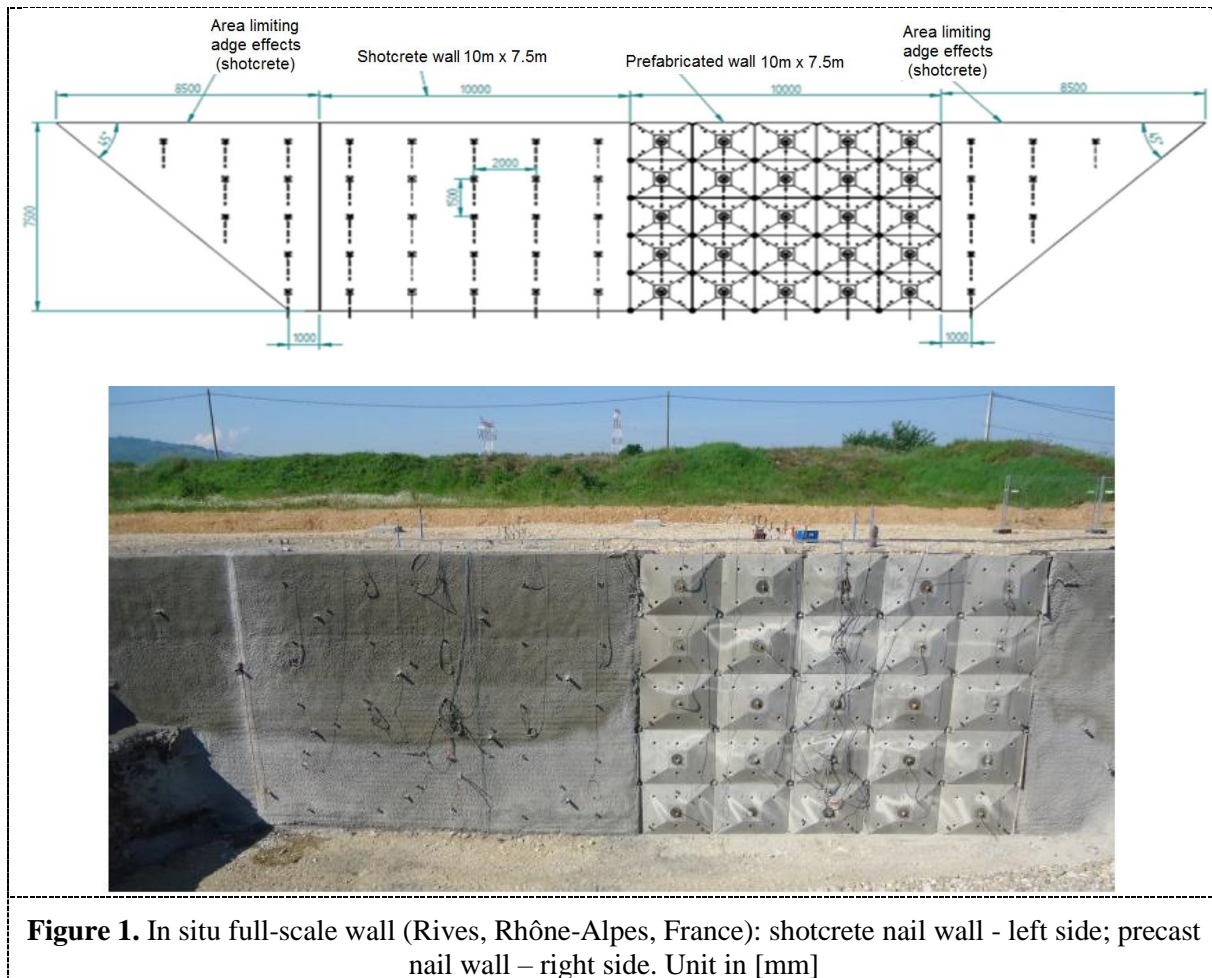 Area limiting
adge effects
(shotcrete)
Shotcrete wall 10m x 7.5m
Prefabricated wall 10m x 7.5m
Area limiting
adge effects
(shotcrete)
8500
10000
10000
8500
45°
45°
2000
1500
7500
1000
1000
Figure 1. In situ full-scale wall (Rives, Rhône-Alpes, France): shotcrete nail wall - left side; precast
nail wall – right side. Unit in [mm]